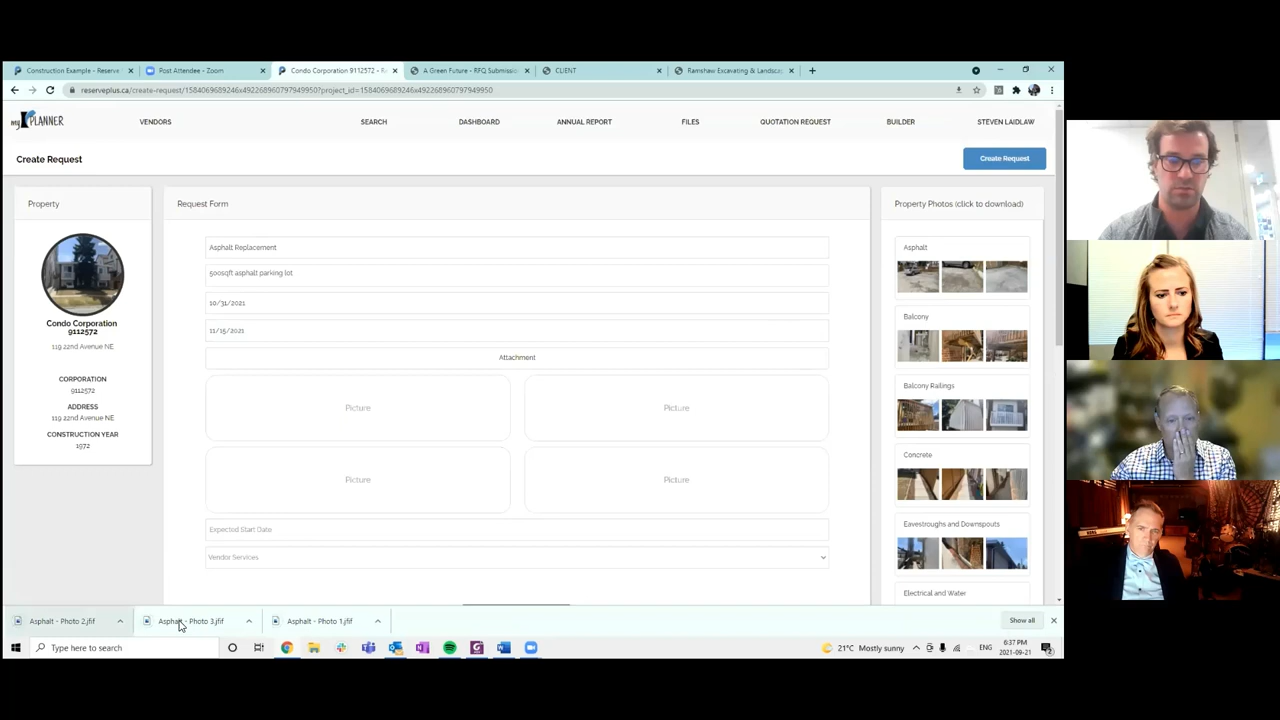 Construction Example - Reserve
Post Attendee - Zoom
Condo Corporation 9112572 - R
A Green Future - RFQ Submissio
CLIENT
Ramshaw Excavating & Landsca
reserveplus.ca/create-request/1584069689246x492268960797949950?project_id=1584069689246x492268960797949950
my PLANNER
VENDORS
SEARCH
DASHBOARD
ANNUAL REPORT
FILES
QUOTATION REQUEST
BUILDER
STEVEN LAIDLAW
Create Request
Create Request
Property
Condo Corporation
9112572
119 22nd Avenue NE
CORPORATION
9112572
ADDRESS
119 22nd Avenue NE
CONSTRUCTION YEAR
1972
Request Form
Asphalt Replacement
500sqft asphalt parking lot
10/31/2021
11/15/2021
Attachment
Picture
Picture
Picture
Picture
Expected Start Date
Vendor Services
Property Photos (click to download)
Asphalt
Balcony
Balcony Railings
Concrete
Eavestroughs and Downspouts
Electrical and Water
Asphalt - Photo 2.jfif
Asphalt - Photo 3.jfif
Asphalt - Photo 1.jfif
Show all
Type here to search
21°C Mostly sunny
ENG
6:37 PM
2021-09-21